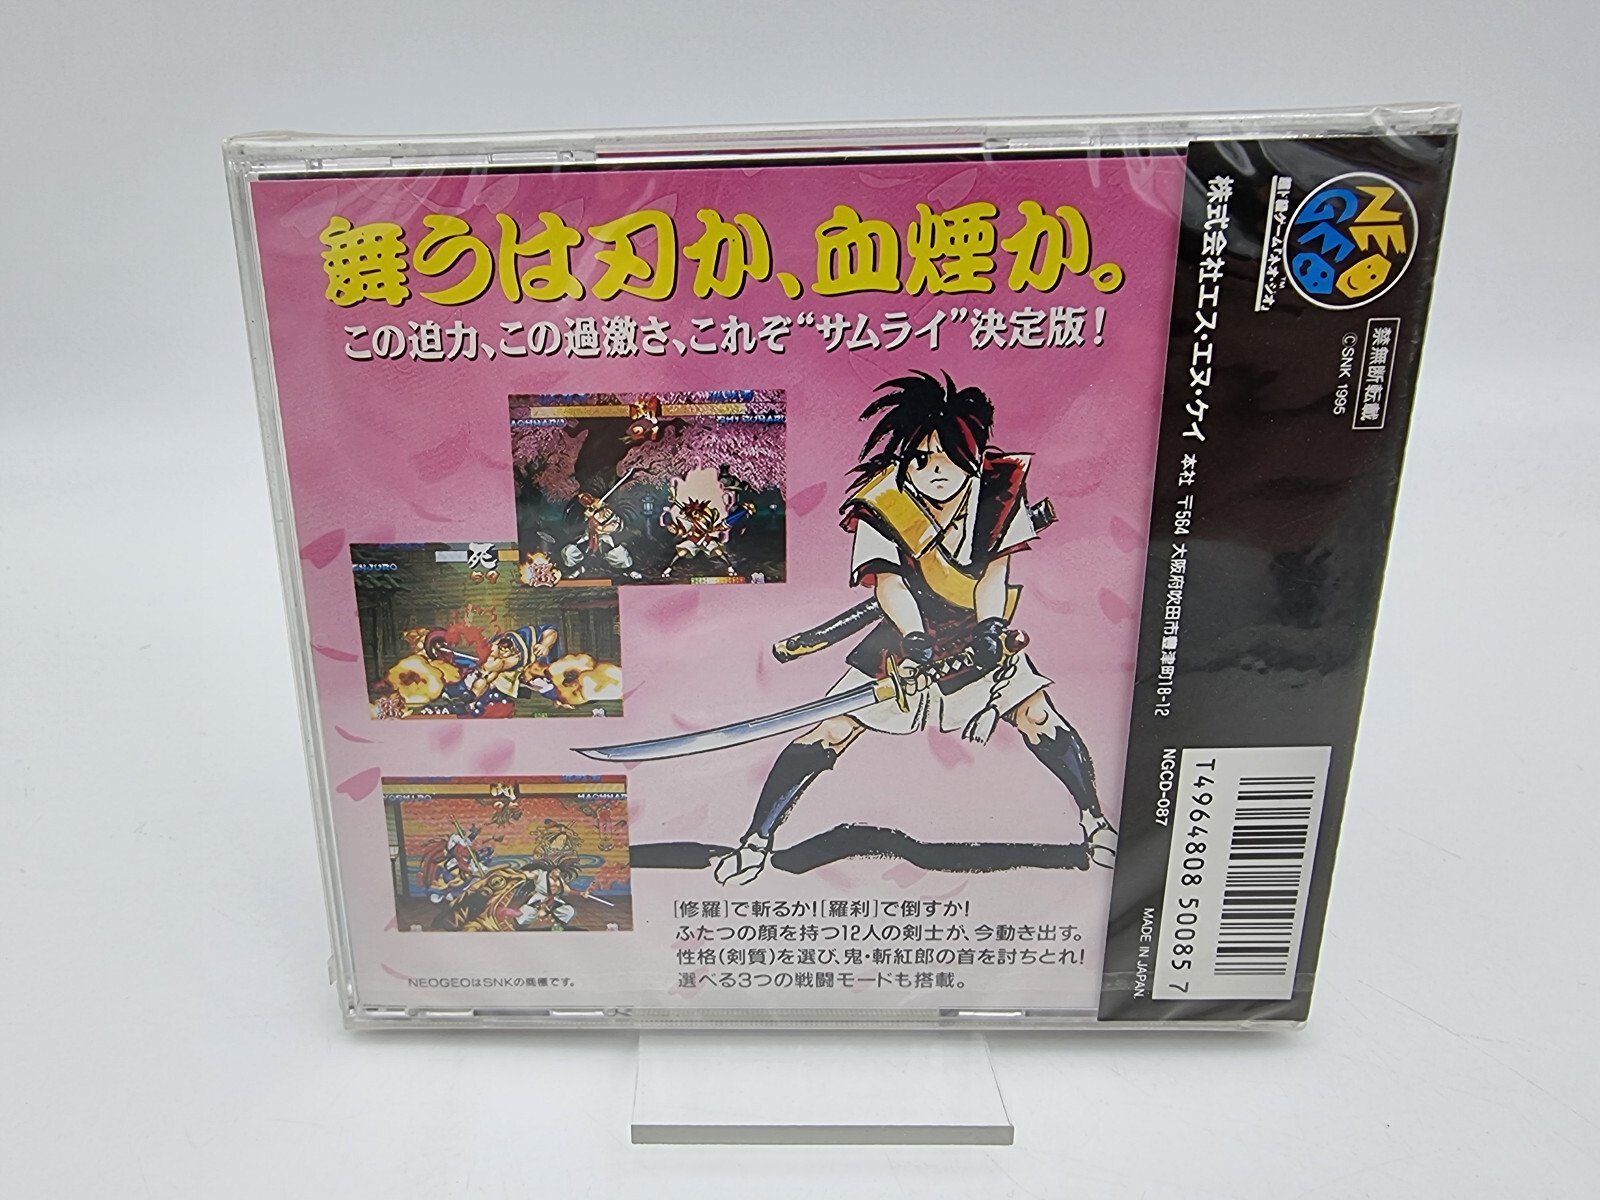 舞うは刃か、血煙か。
この迫力、この過激さ、これぞ“サムライ”決定版！
SHIZUMARU
死
59
[修羅]で斬るか！[羅刹]で倒すか！
ふたつの顔を持つ12人の剣士が、今動き出す。
性格(剣質)を選び、鬼・斬紅郎の首を討ちとれ！
選べる3つの戦闘モードも搭載。
NEOGEOはSNKの商標です。
NEO
GEO
禁無断転載
©SNK 1995
株式会社エス・エヌ・ケイ 本社 〒564 大阪府吹田市豊津町18-12 NGCD-087
T4964808 50085 7
MADE IN JAPAN.